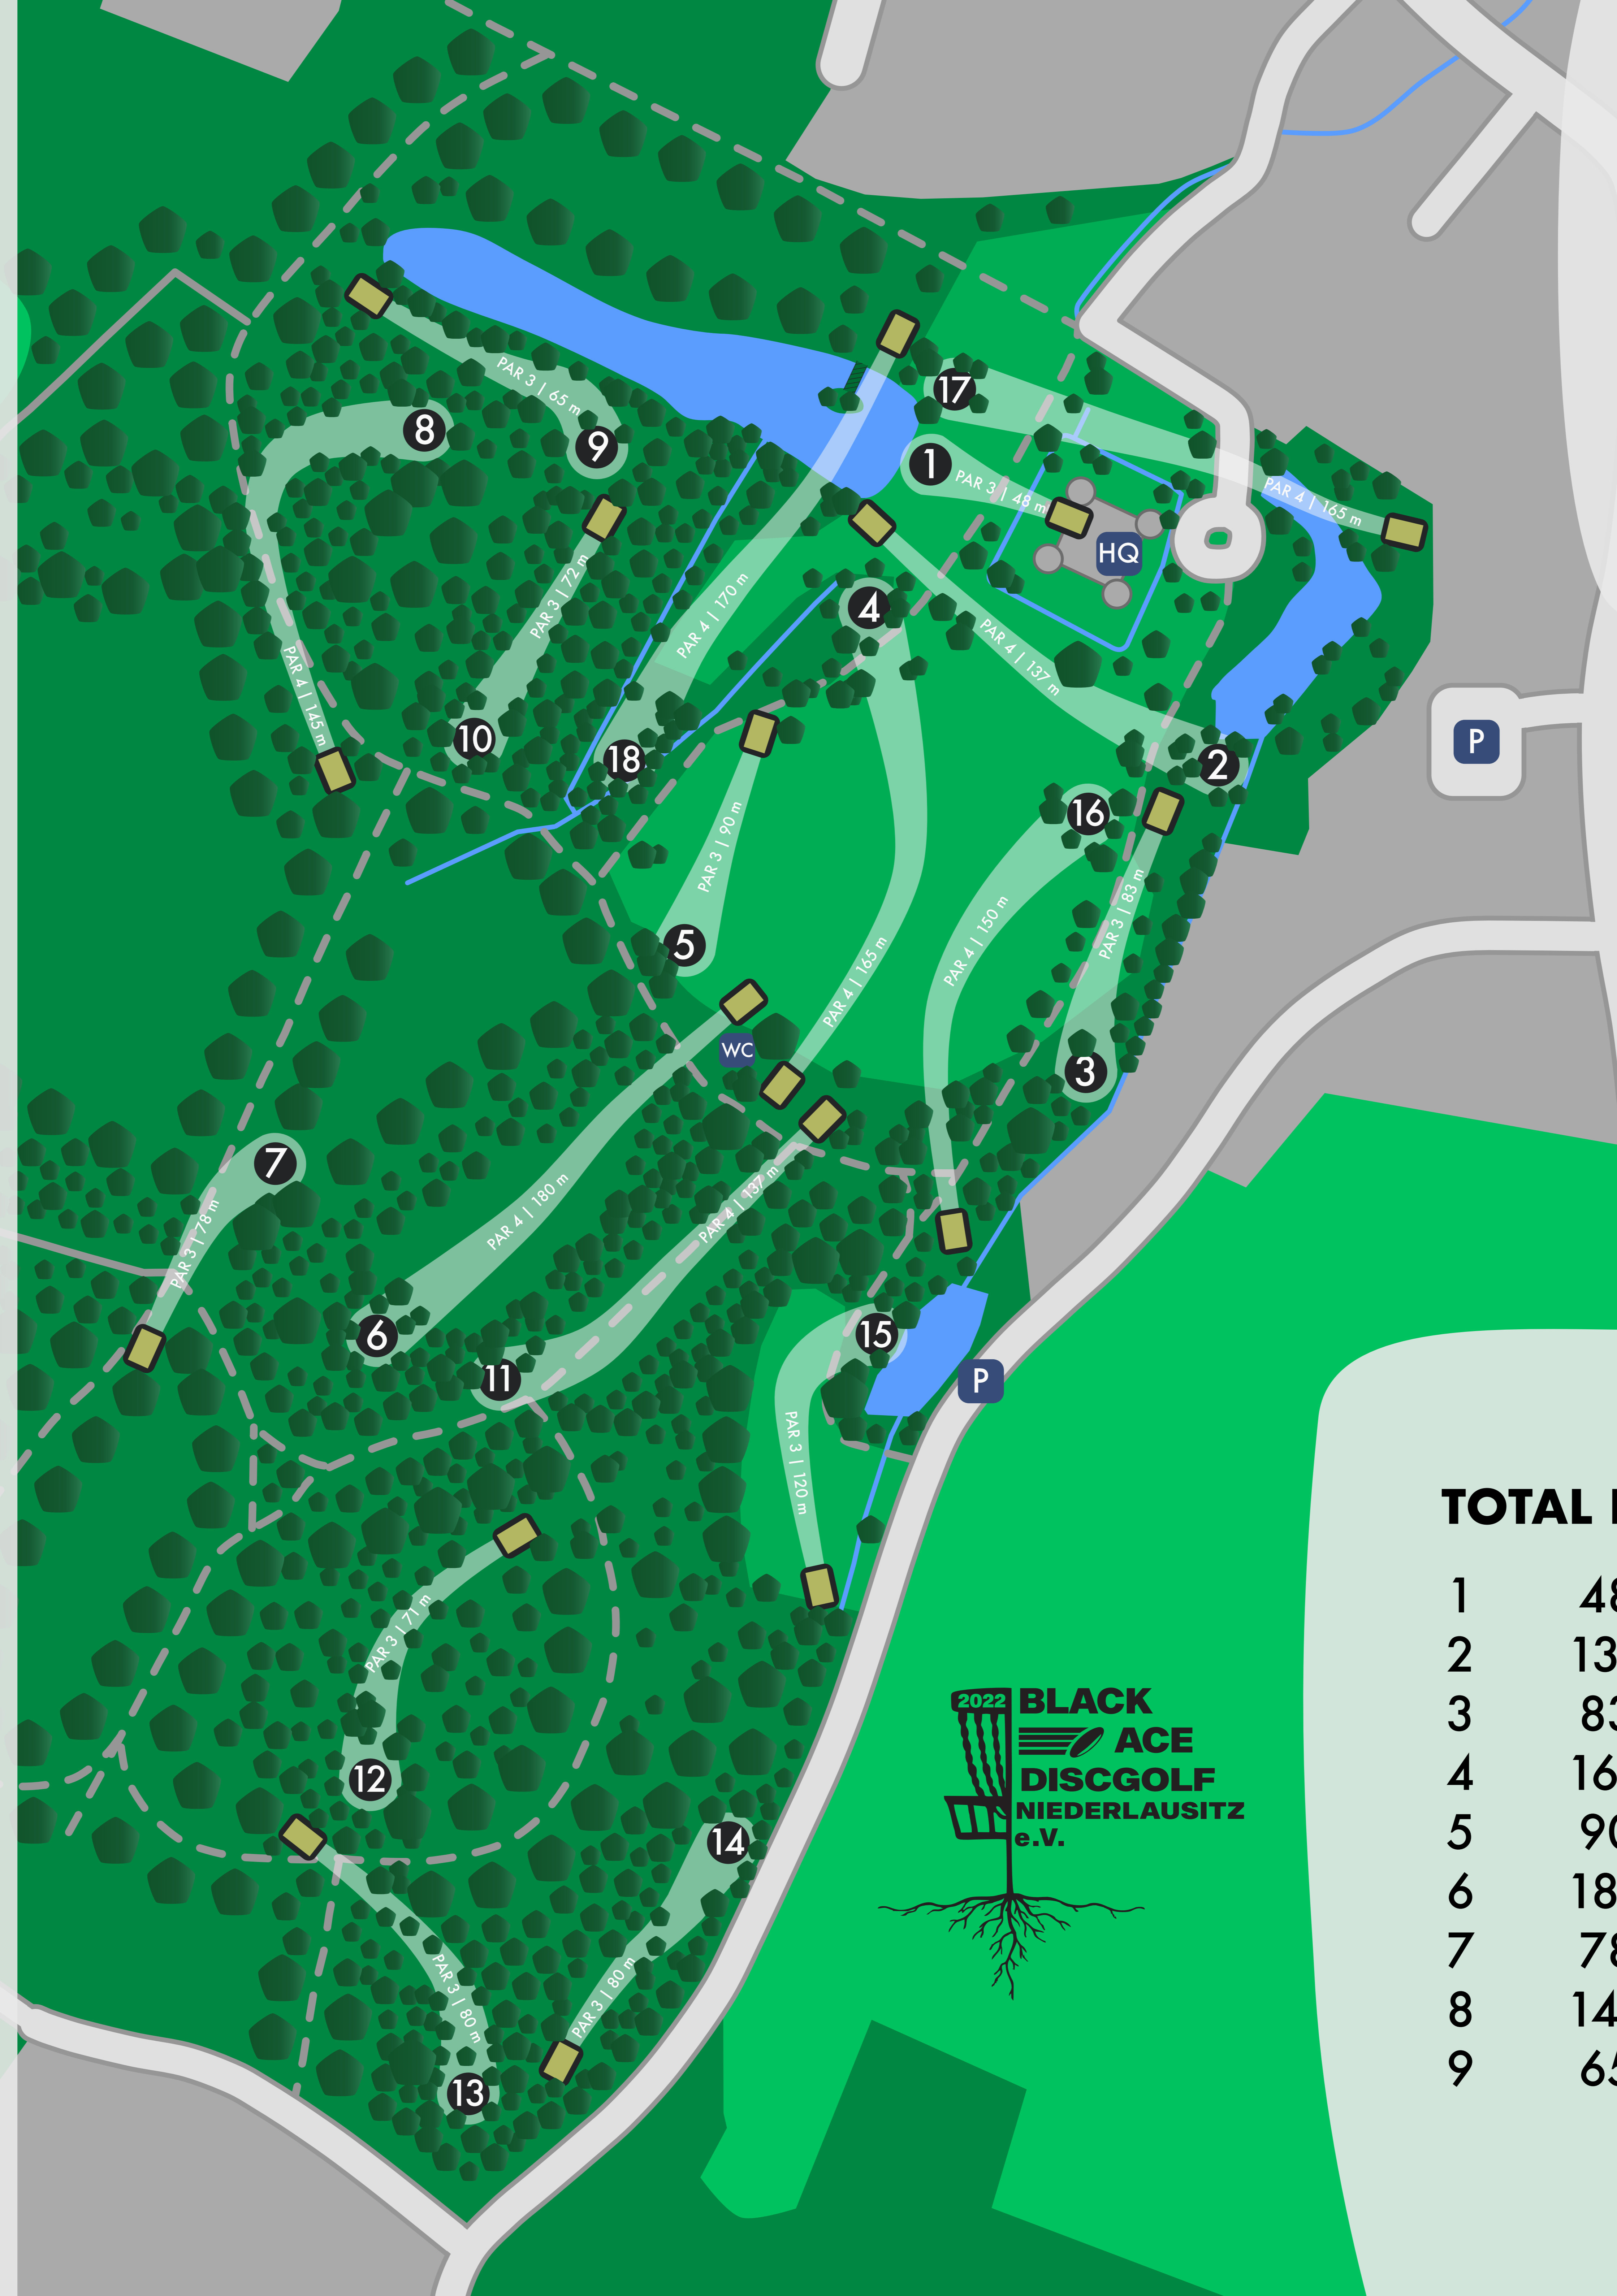 PAR 3 | 65 m
17
8
9
1
PAR 3 | 48 m
PAR 4 | 165 m
HQ
PAR 3 | 72 m
PAR 4 | 170 m
4
PAR 4 | 137 m
PAR 4 | 145 m
10
18
2
P
16
PAR 3 | 90 m
PAR 3 | 83 m
5
PAR 4 | 150 m
PAR 4 | 165 m
WC
3
7
PAR 4 | 180 m
PAR 4 | 137 m
PAR 3 | 78 m
6
15
11
P
PAR 3 | 120 m
PAR 3 | 71 m
12
14
PAR 3 | 80 m
PAR 3 | 80 m
13
2022 BLACK
ACE
DISCGOLF
NIEDERLAUSITZ
e.V.
TOTAL
1
2
3
4
5
6
7
8
9